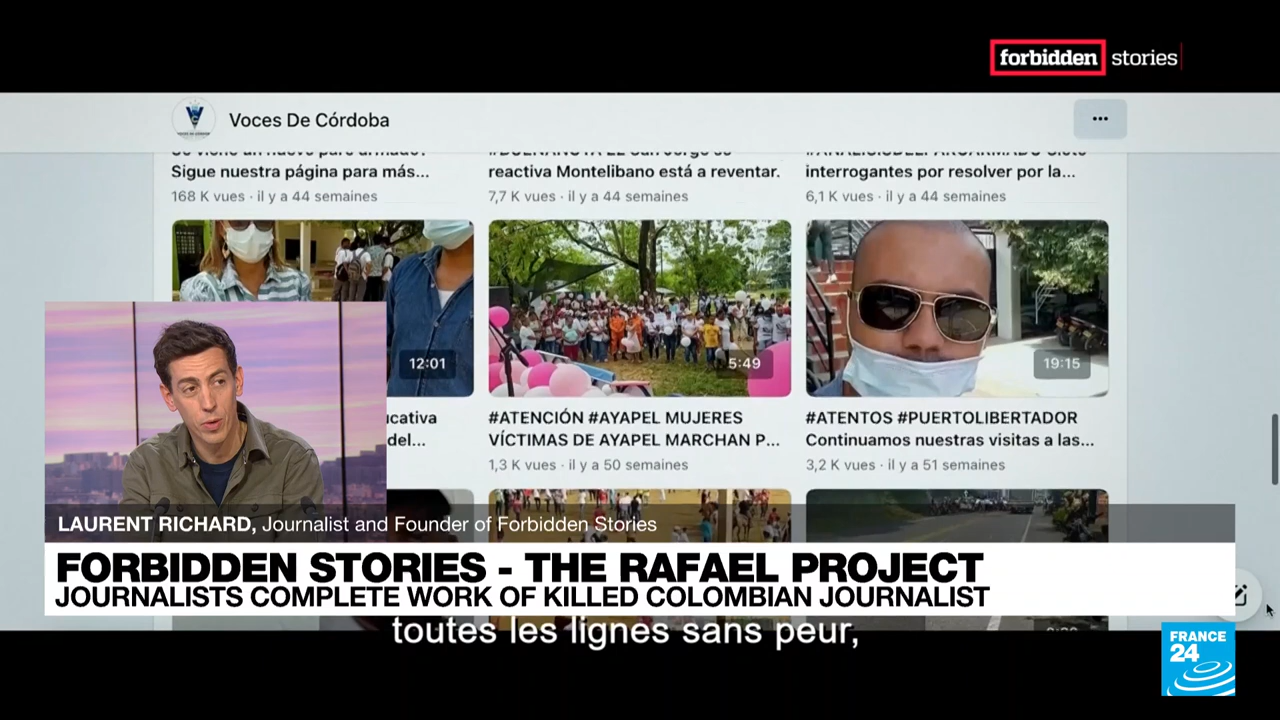 forbidden stories
Voces De Córdoba
Sigue nuestra página para más...
168 K vues · il y a 44 semaines
reactiva Montelibano está a reventar.
7,7 K vues · il y a 44 semaines
interrogantes por resolver por la...
6,1 K vues · il y a 44 semaines
12:01
5:49
19:15
ucativa
del...
#ATENCIÓN #AYAPEL MUJERES
VÍCTIMAS DE AYAPEL MARCHAN P...
1,3 K vues · il y a 50 semaines
#ATENTOS #PUERTOLIBERTADOR
Continuamos nuestras visitas a las...
3,2 K vues · il y a 51 semaines
LAURENT RICHARD, Journalist and Founder of Forbidden Stories
FORBIDDEN STORIES - THE RAFAEL PROJECT
JOURNALISTS COMPLETE WORK OF KILLED COLOMBIAN JOURNALIST
toutes les lignes sans peur,
FRANCE
24